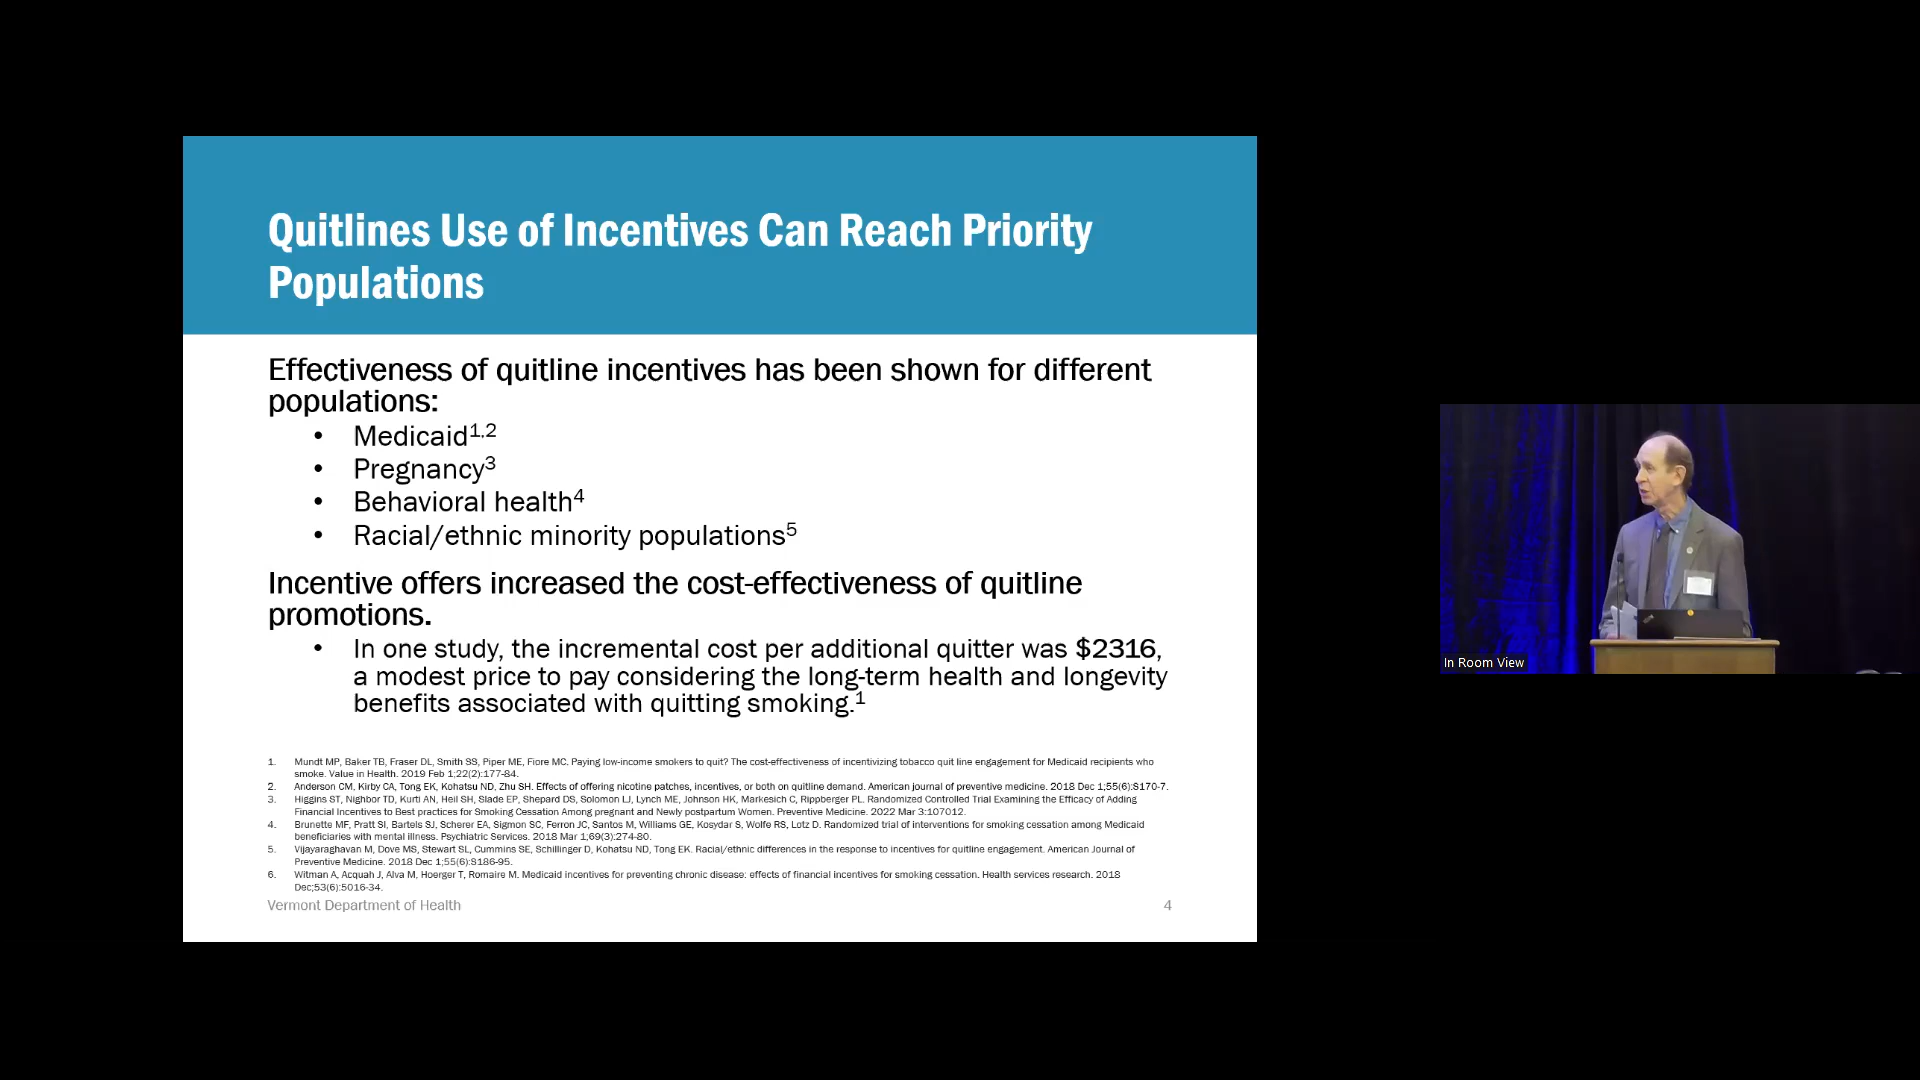 Quitlines Use of Incentives Can Reach Priority
Populations
Effectiveness of quitline incentives has been shown for different
populations:
• Medicaid1,2
• Pregnancy3
• Behavioral health4
• Racial/ethnic minority populations5
Incentive offers increased the cost-effectiveness of quitline
promotions.
• In one study, the incremental cost per additional quitter was $2316,
a modest price to pay considering the long-term health and longevity
benefits associated with quitting smoking.1
1. Mundt MP, Baker TB, Fraser DL, Smith SS, Piper ME, Fiore MC. Paying low-income smokers to quit? The cost-effectiveness of incentivizing tobacco quit line engagement for Medicaid recipients who
smoke. Value in Health. 2019 Feb 1;22(2):177-84.
2. Anderson CM, Kirby CA, Tong EK, Kohatsu ND, Zhu SH. Effects of offering nicotine patches, incentives, or both on quitline demand. American journal of preventive medicine. 2018 Dec 1;55(6):S170-7.
3. Higgins ST, Nighbor TD, Kurti AN, Heil SH, Slade EP, Shepard DS, Solomon LJ, Lynch ME, Johnson HK, Markesich C, Rippberger PL. Randomized Controlled Trial Examining the Efficacy of Adding
Financial Incentives to Best practices for Smoking Cessation Among pregnant and Newly postpartum Women. Preventive Medicine. 2022 Mar 3:107012.
4. Brunette MF, Pratt SI, Bartels SJ, Scherer EA, Sigmon SC, Ferron JC, Santos M, Williams GE, Kosydar S, Wolfe RS, Lotz D. Randomized trial of interventions for smoking cessation among Medicaid
beneficiaries with mental illness. Psychiatric Services. 2018 Mar 1;69(3):274-80.
5. Vijayaraghavan M, Dove MS, Stewart SL, Cummins SE, Schillinger D, Kohatsu ND, Tong EK. Racial/ethnic differences in the response to incentives for quitline engagement. American Journal of
Preventive Medicine. 2018 Dec 1;55(6):S186-95.
6. Witman A, Acquah J, Alva M, Hoerger T, Romaire M. Medicaid incentives for preventing chronic disease: effects of financial incentives for smoking cessation. Health services research. 2018
Dec;53(6):5016-34.
Vermont Department of Health
4
In Room View